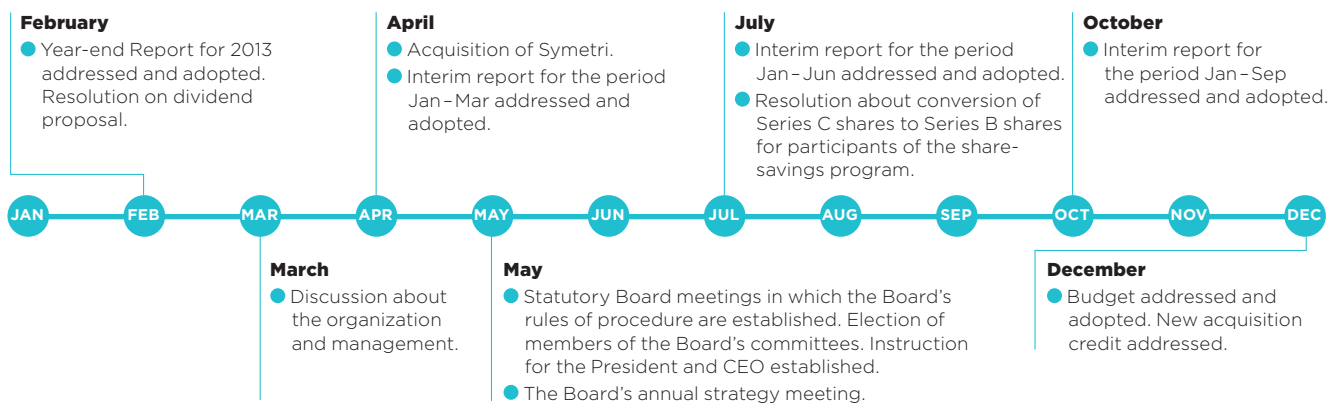 February
Year-end Report for 2013
addressed and adopted.
Resolution on dividend
proposal.
April
Acquisition of Symetri.
Interim report for the period
Jan – Mar addressed and
adopted.
July
Interim report for the period
Jan – Jun addressed and adopted.
Resolution about conversion of
Series C shares to Series B shares
for participants of the share-
savings program.
October
Interim report for
the period Jan – Sep
addressed and adopted.
JAN FEB MAR APR MAY JUN JUL AUG SEP OCT NOV DEC
March
Discussion about
the organization
and management.
May
Statutory Board meetings in which the Board's
rules of procedure are established. Election of
members of the Board's committees. Instruction
for the President and CEO established.
The Board's annual strategy meeting.
December
Budget addressed and
adopted. New acquisition
credit addressed.